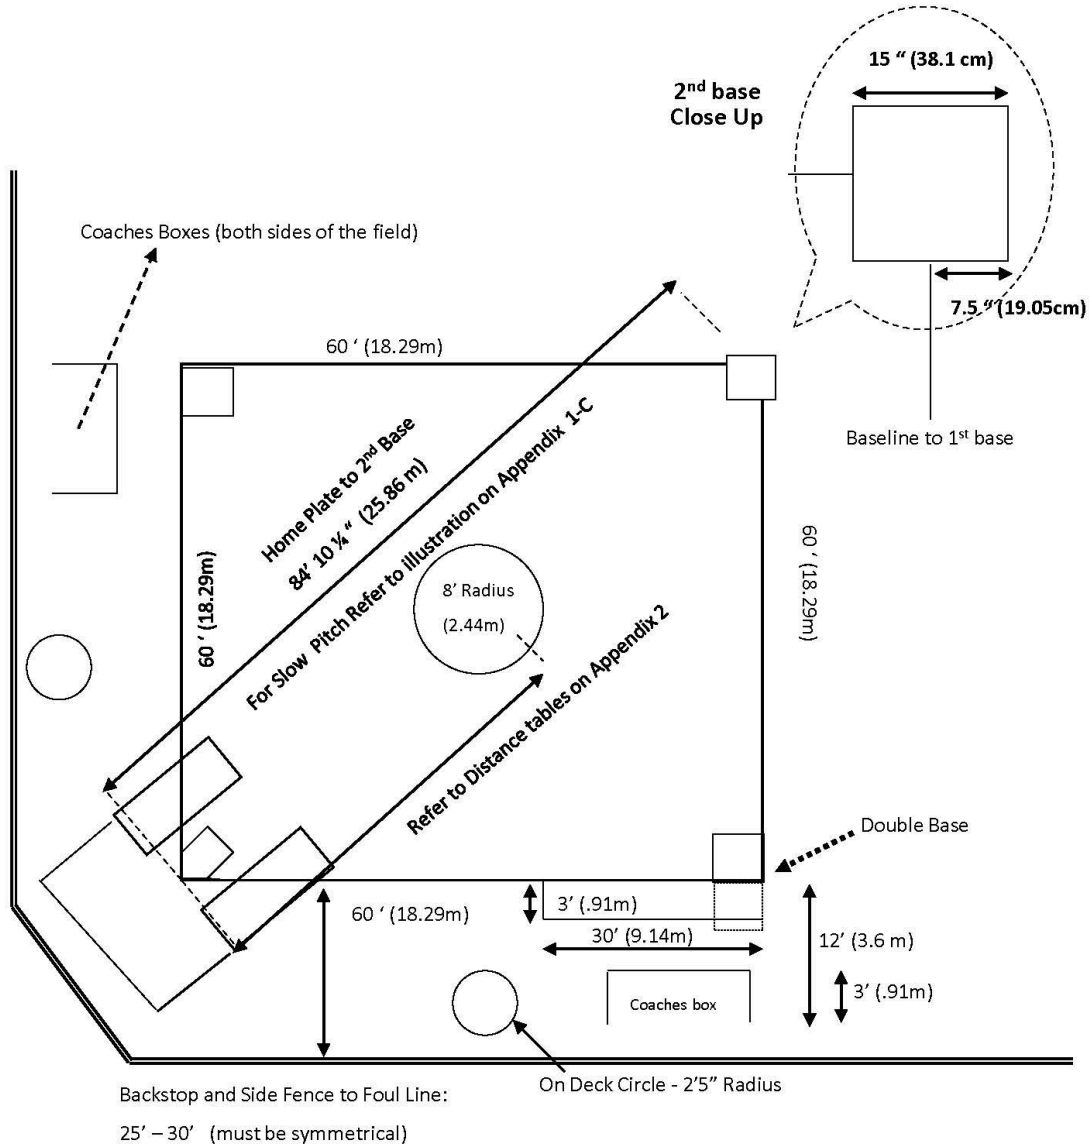 15 “ (38.1 cm)
2nd base
Close Up
7.5 “ (19.05cm)
Baseline to 1st base
Coaches Boxes (both sides of the field)
60 ‘ (18.29m)
Home Plate to 2nd Base
84’ 10 ¼ “ (25.86 m)
For Slow Pitch Refer to illustration on Appendix 1-C
60 ‘ (18.29m)
8’ Radius
(2.44m)
60 ‘ (18.29m)
Refer to Distance tables on Appendix 2
Double Base
60 ‘ (18.29m)
3’ (.91m)
30’ (9.14m)
12’ (3.6 m)
3’ (.91m)
Coaches box
On Deck Circle - 2’5” Radius
Backstop and Side Fence to Foul Line:
25’ – 30’ (must be symmetrical)